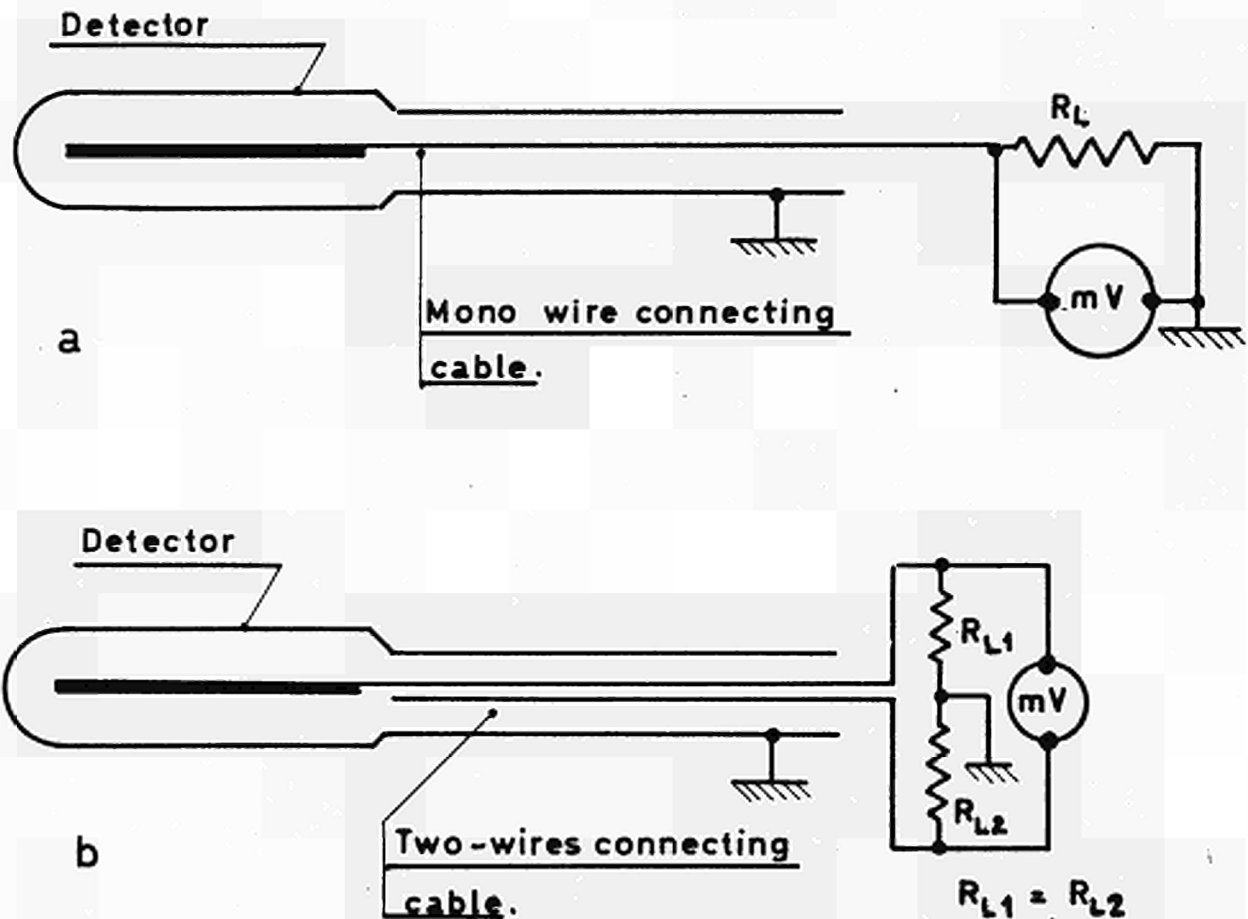 Detector
RL
mV
Mono wire connecting
cable.
a
Detector
RL1
mV
RL2
Two-wires connecting
cable.
b
RL1 = RL2